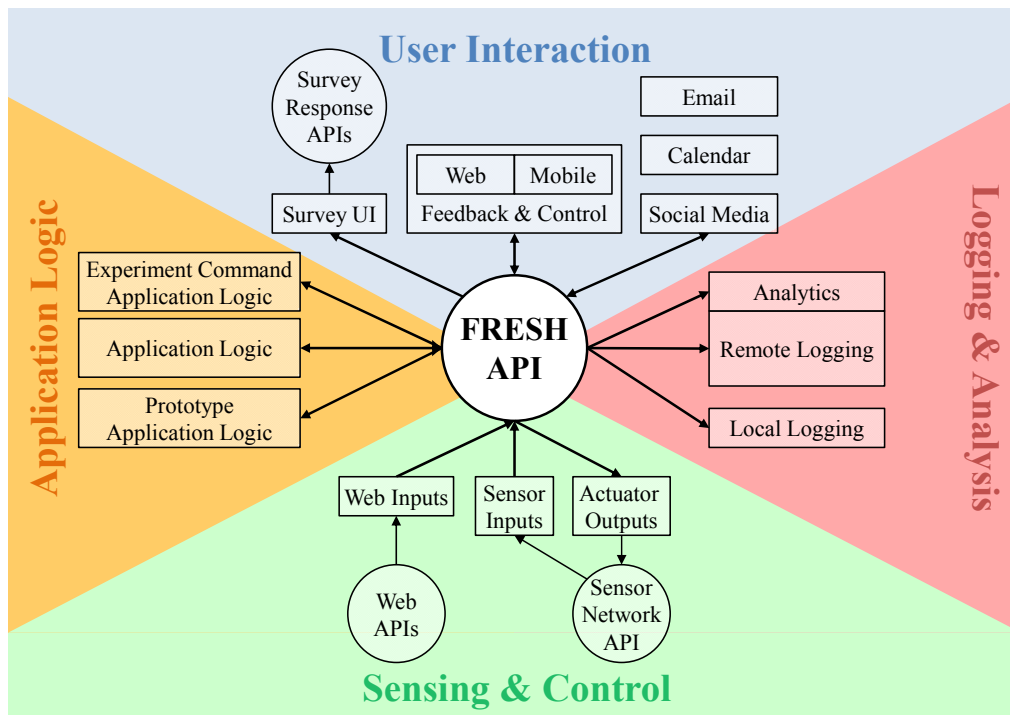 User Interaction
Survey
Response
APIs
Email
Calendar
Web
Mobile
Feedback & Control
Survey UI
Social Media
Application Logic
Experiment Command
Application Logic
Application Logic
Prototype
Application Logic
FRESH
API
Analytics
Remote Logging
Local Logging
Logging & Analysis
Web Inputs
Sensor
Inputs
Actuator
Outputs
Web
APIs
Sensor
Network
API
Sensing & Control